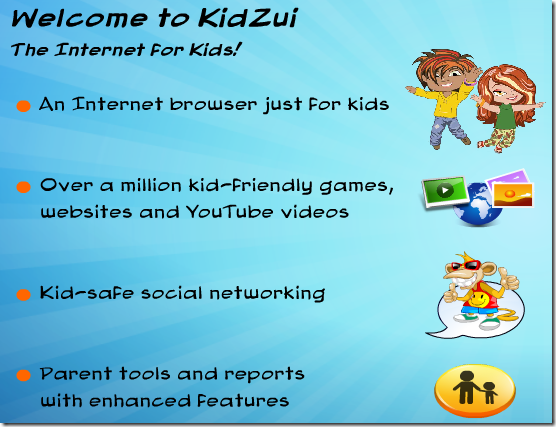 Welcome to KidZui
The Internet for Kids!
An Internet browser just for kids
Over a million kid-friendly games,
websites and YouTube videos
Kid-safe social networking
Parent tools and reports
with enhanced features